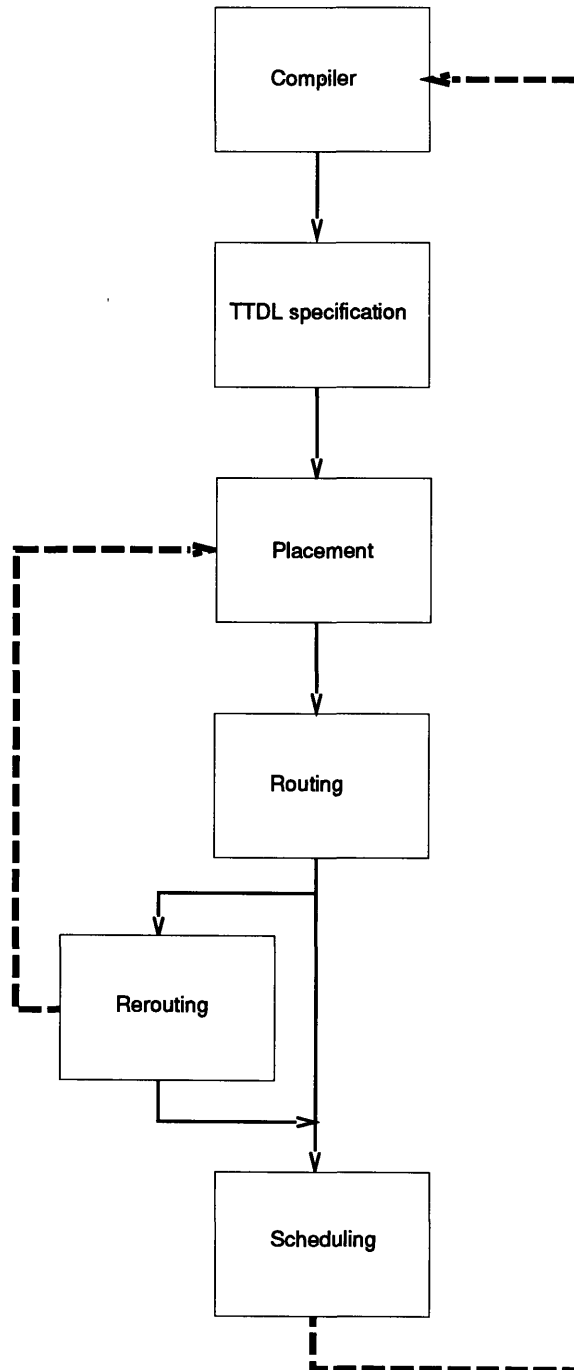 Compiler
TTDL specification
Placement
Routing
Rerouting
Scheduling